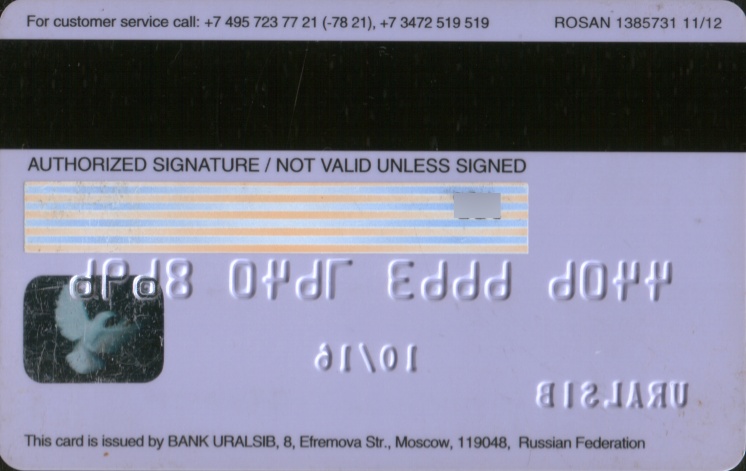 For customer service call: +7 495 723 77 21 (-78 21), +7 3472 519 519
ROSAN 1385731 11/12
AUTHORIZED SIGNATURE / NOT VALID UNLESS SIGNED
10/16
URALSIB
This card is issued by BANK URALSIB, 8, Efremova Str., Moscow, 119048, Russian Federation